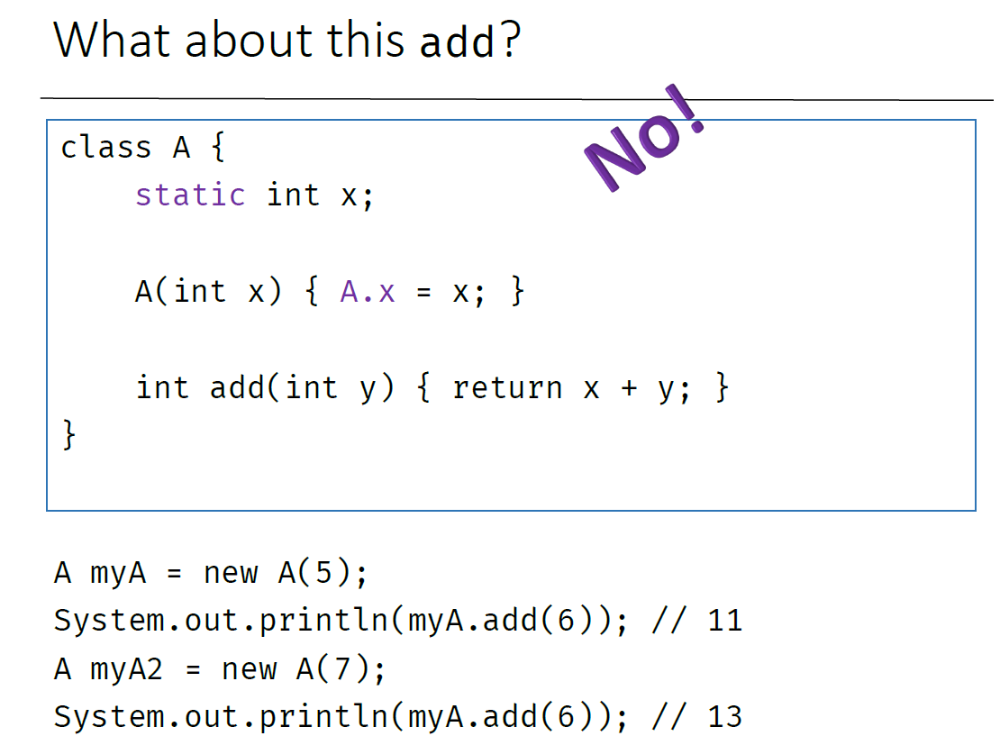 What about this add?
No!
class A {
    static int x;
    A(int x) { A.x = x; }
    int add(int y) { return x + y; }
}
A myA = new A(5);
System.out.println(myA.add(6)); // 11
A myA2 = new A(7);
System.out.println(myA.add(6)); // 13